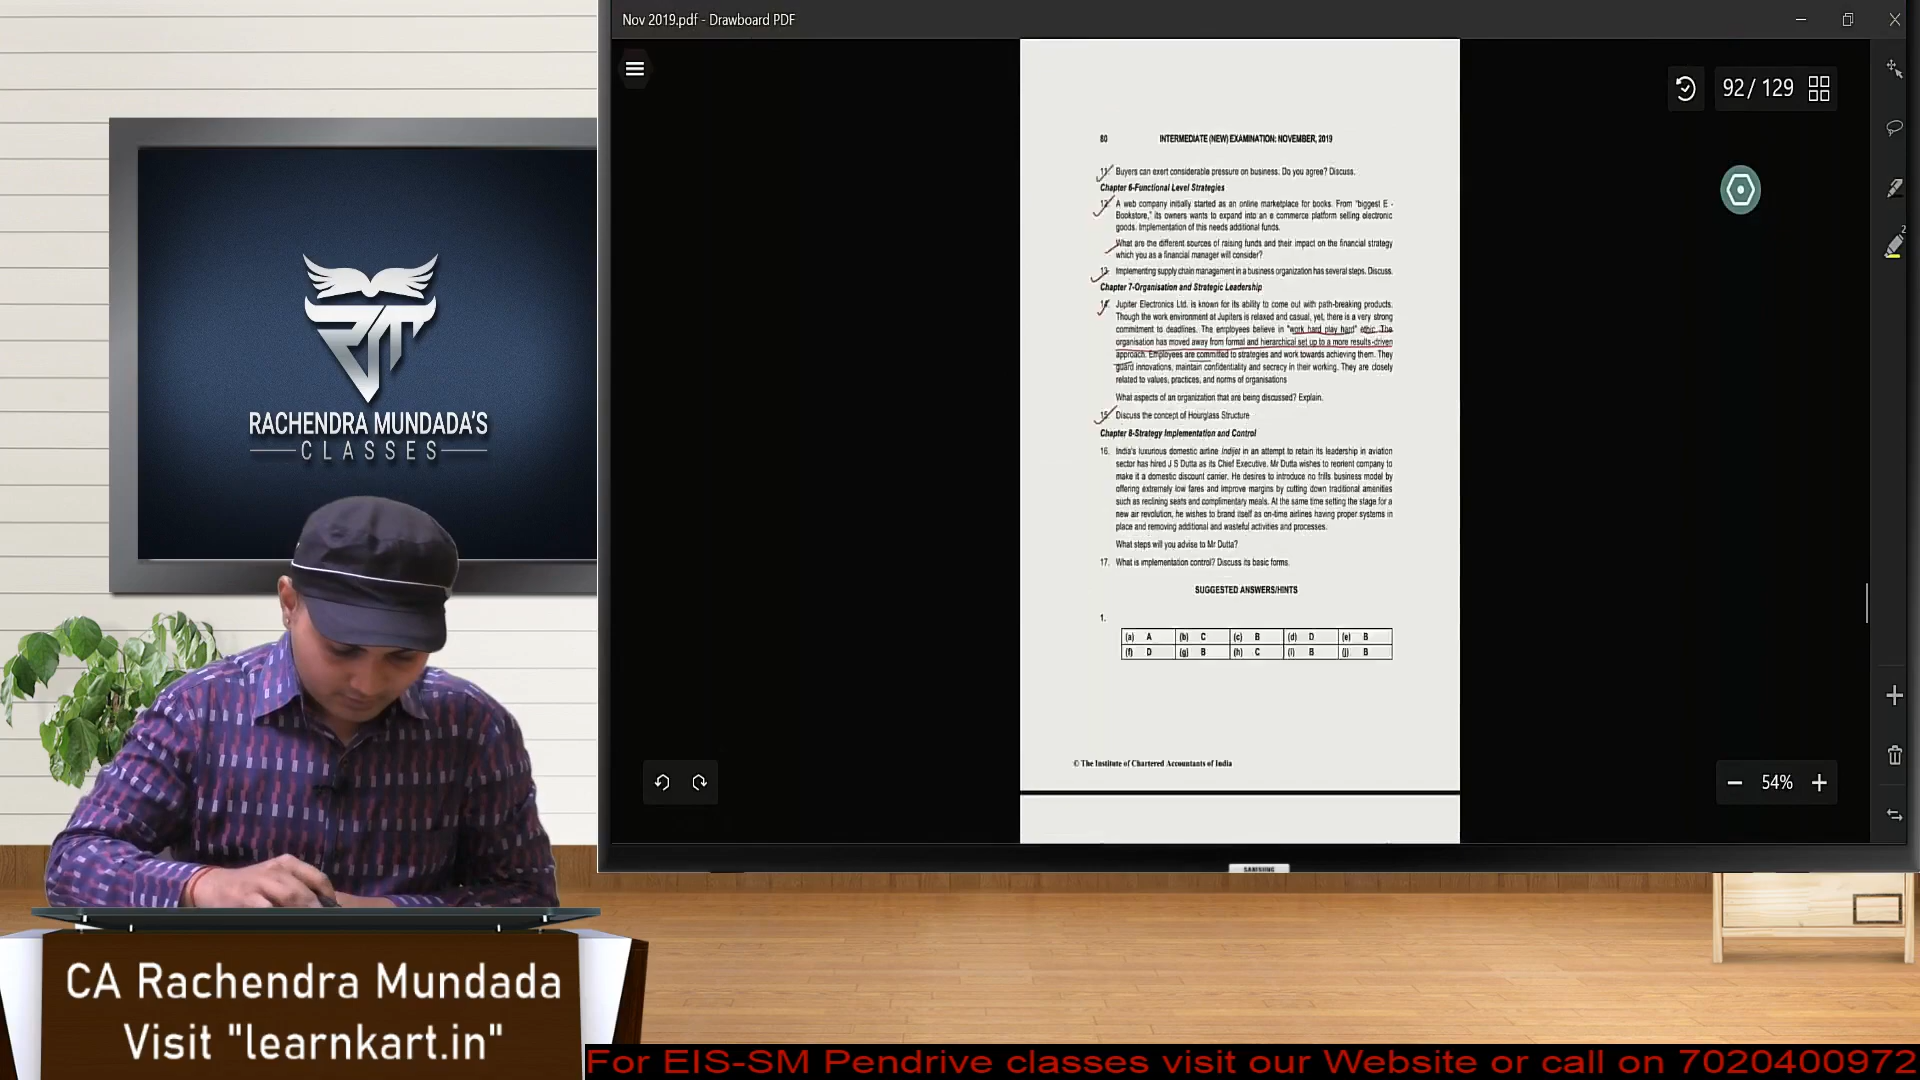 Nov 2019.pdf - Drawboard PDF
92 / 129
80
INTERMEDIATE (NEW) EXAMINATION: NOVEMBER, 2019
11. Buyers can exert considerable pressure on business. Do you agree? Discuss.
Chapter 6-Functional Level Strategies
12. A web company initially started as an online marketplace for books. From "biggest E -
Bookstore," its owners wants to expand into an e commerce platform selling electronic
goods. Implementation of this needs additional funds.
What are the different sources of raising funds and their impact on the financial strategy
which you as a financial manager will consider?
13. Implementing supply chain management in a business organization has several steps. Discuss.
Chapter 7-Organisation and Strategic Leadership
14. Jupiter Electronics Ltd. is known for its ability to come out with path-breaking products.
Though the work environment at Jupiters is relaxed and casual, yet, there is a very strong
commitment to deadlines. The employees believe in "work hard play hard" ethic. The
organisation has moved away from formal and hierarchical set up to a more results-driven
approach. Employees are committed to strategies and work towards achieving them. They
guard innovations, maintain confidentiality and secrecy in their working. They are closely
related to values, practices, and norms of organisations
What aspects of an organization that are being discussed? Explain.
15. Discuss the concept of Hourglass Structure
Chapter 8-Strategy Implementation and Control
16. India's luxurious domestic airline Indijet in an attempt to retain its leadership in aviation
sector has hired J S Dutta as its Chief Executive. Mr Dutta wishes to reorient company to
make it a domestic discount carrier. He desires to introduce no frills business model by
offering extremely low fares and improve margins by cutting down traditional amenities
such as reclining seats and complimentary meals. At the same time setting the stage for a
new air revolution, he wishes to brand itself as on-time airlines having proper systems in
place and removing additional and wasteful activities and processes.
What steps will you advise to Mr Dutta?
17. What is implementation control? Discuss its basic forms.
SUGGESTED ANSWERS/HINTS
1.
(a) A (b) C (c) B (d) D (e) B
(f) D (g) B (h) C (i) B (j) B
© The Institute of Chartered Accountants of India
2
54%
SAMSUNG
RACHENDRA MUNDADA'S
CLASSES
CA Rachendra Mundada
Visit "learnkart.in"
For EIS-SM Pendrive classes visit our Website or call on 7020400972